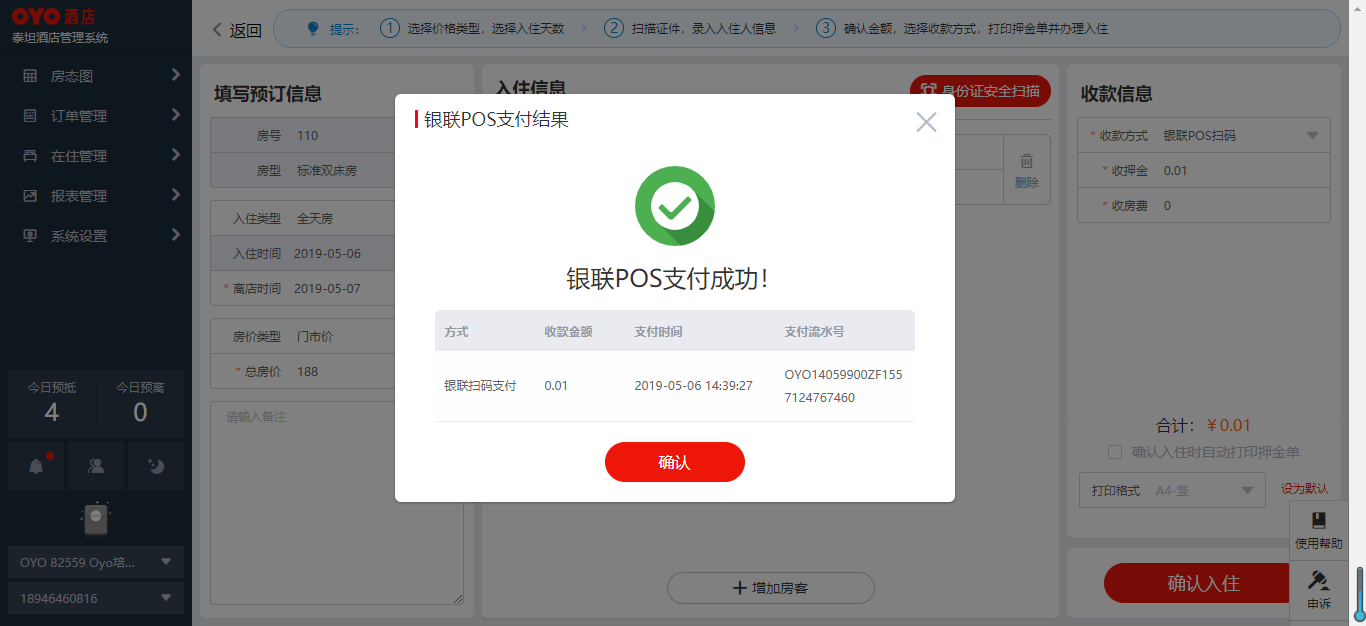 OYO 酒店
泰坦酒店管理系统
房态图
订单管理
在住管理
报表管理
系统设置
今日预抵
4
今日预离
0
OYO 82559 Oyo培...
18946460816
返回
提示:
1 选择价格类型，选择入住天数
2 扫描证件，录入入住人信息
3 确认金额，选择收款方式，打印押金单并办理入住
填写预订信息
房号 110
房型 标准双床房
入住类型 全天房
入住时间 2019-05-06
* 离店时间 2019-05-07
房价类型 门市价
* 总房价 188
请输入备注
入住信息
身份证安全扫描
删除
增加房客
银联POS支付结果
银联POS支付成功！
方式 收款金额 支付时间 支付流水号
银联扫码支付 0.01 2019-05-06 14:39:27 OYO14059900ZF155
7124767460
确认
收款信息
* 收款方式 银联POS扫码
* 收押金 0.01
* 收房费 0
合计: ￥0.01
确认入住时自动打印押金单
打印格式 A4-竖
设为默认
使用帮助
确认入住
申诉